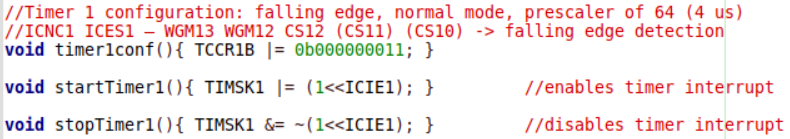 //Timer 1 configuration: falling edge, normal mode, prescaler of 64 (4 us)
//ICNC1 ICES1 – WGM13 WGM12 CS12 (CS11) (CS10) -> falling edge detection
void timer1conf(){ TCCR1B |= 0b000000011; }
void startTimer1(){ TIMSK1 |= (1<<ICIE1); } //enables timer interrupt
void stopTimer1(){ TIMSK1 &= ~(1<<ICIE1); } //disables timer interrupt